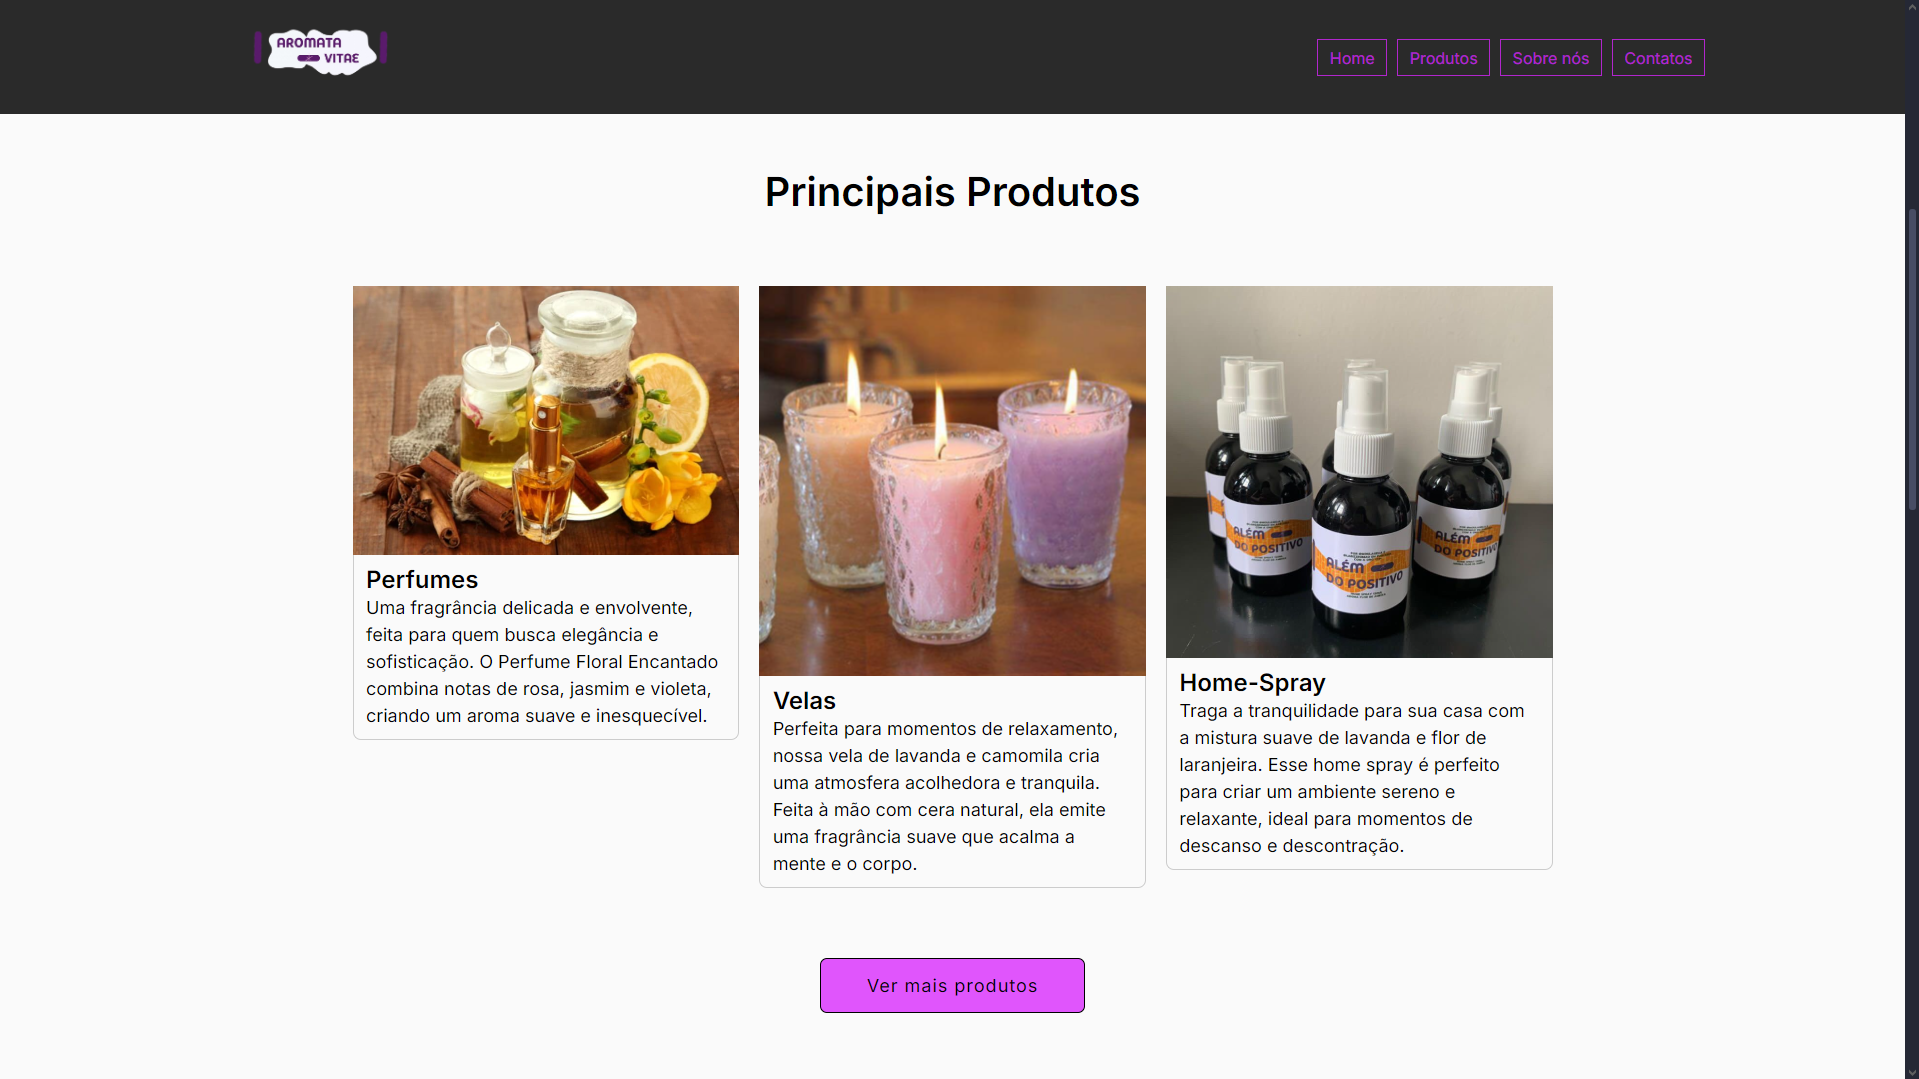 AROMATA
VITAE
Home
Produtos
Sobre nós
Contatos
Principais Produtos
Perfumes
Uma fragrância delicada e envolvente,
feita para quem busca elegância e
sofisticação. O Perfume Floral Encantado
combina notas de rosa, jasmim e violeta,
criando um aroma suave e inesquecível.
Velas
Perfeita para momentos de relaxamento,
nossa vela de lavanda e camomila cria
uma atmosfera acolhedora e tranquila.
Feita à mão com cera natural, ela emite
uma fragrância suave que acalma a
mente e o corpo.
ALÉM
DO POSITIVO
ALÉM
DO POSITIVO
ALÉM
DO POSITIVO
Home-Spray
Traga a tranquilidade para sua casa com
a mistura suave de lavanda e flor de
laranjeira. Esse home spray é perfeito
para criar um ambiente sereno e
relaxante, ideal para momentos de
descanso e descontração.
Ver mais produtos